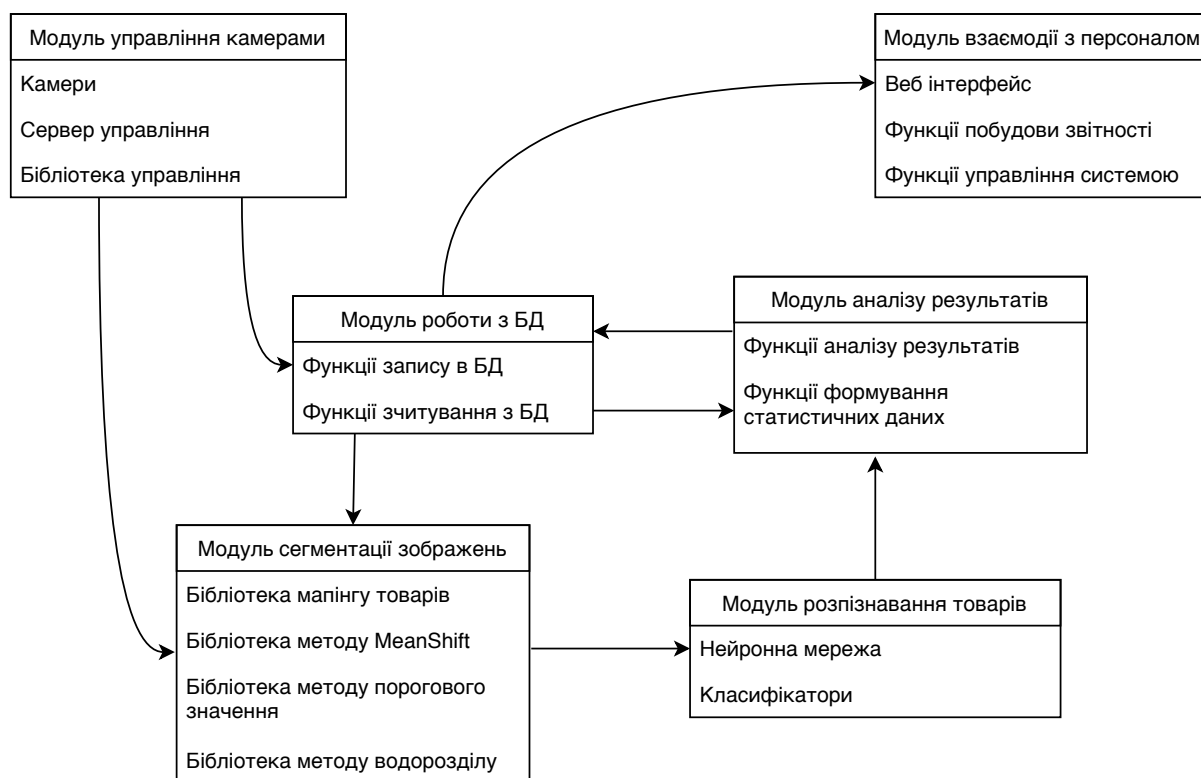 Модуль управління камерами
Камери
Сервер управління
Бібліотека управління
Модуль взаємодії з персоналом
Веб інтерфейс
Функції побудови звітності
Функції управління системою
Модуль роботи з БД
Функції запису в БД
Функції зчитування з БД
Модуль аналізу результатів
Функції аналізу результатів
Функції формування
статистичних даних
Модуль сегментації зображень
Бібліотека мапінгу товарів
Бібліотека методу MeanShift
Бібліотека методу порогового
значення
Бібліотека методу водорозділу
Модуль розпізнавання товарів
Нейронна мережа
Класифікатори